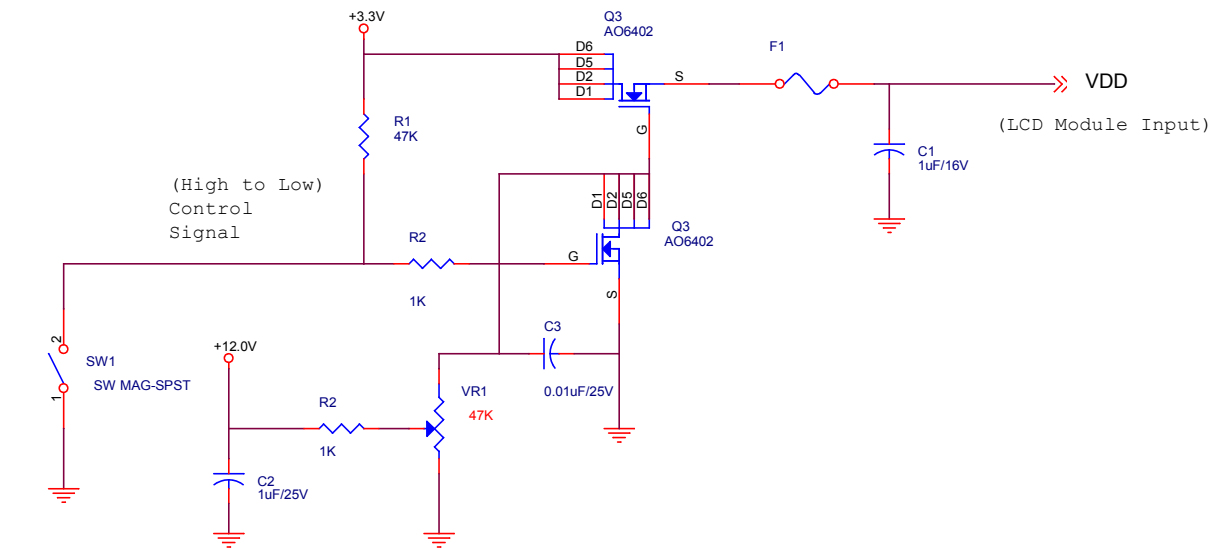 +3.3V
Q3
AO6402
D6
D5
D2
D1
S
G
F1
VDD
(LCD Module Input)
R1
47K
C1
1uF/16V
(High to Low)
Control
Signal
D1
D2
D5
D6
Q3
AO6402
R2
1K
G
S
2
1
SW1
SW MAG-SPST
+12.0V
C3
0.01uF/25V
VR1
47K
R2
1K
C2
1uF/25V